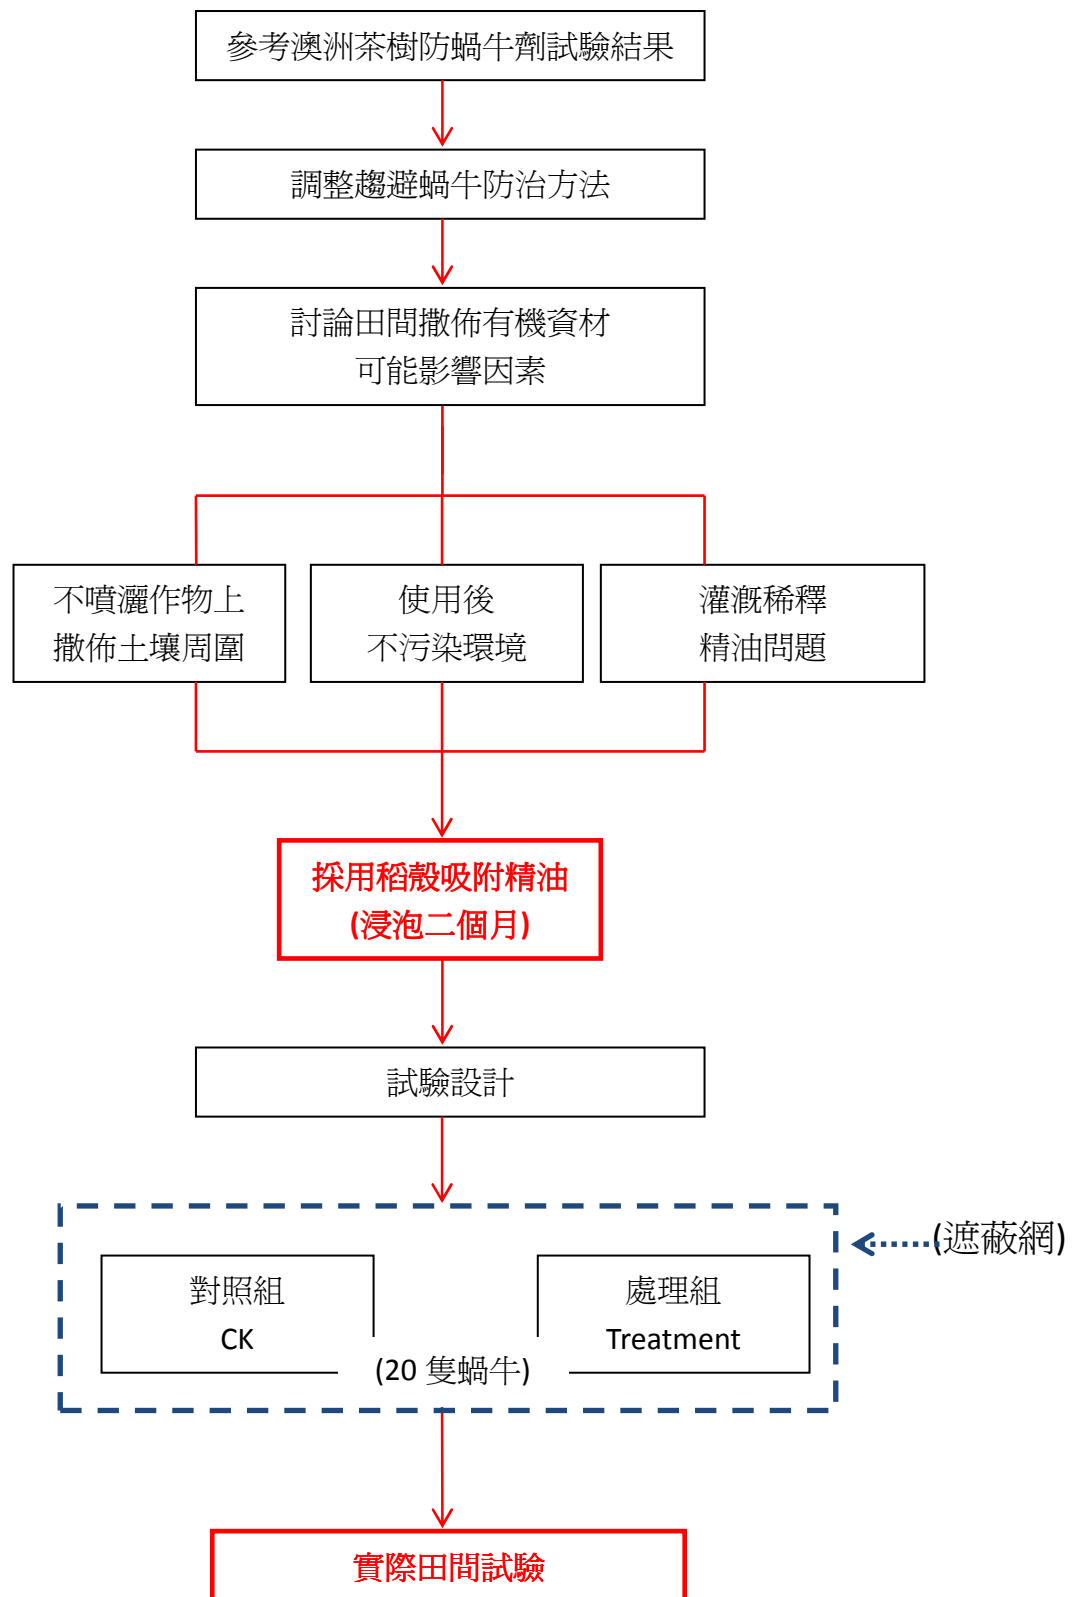 參考澳洲茶樹防蝸牛劑試驗結果
調整趨避蝸牛防治方法
討論田間撒佈有機資材
可能影響因素
不噴灑作物上
撒佈土壤周圍
使用後
不污染環境
灌溉稀釋
精油問題
採用稻殼吸附精油
(浸泡二個月)
試驗設計
(遮蔽網)
對照組
CK
處理組
Treatment
(20 隻蝸牛)
實際田間試驗